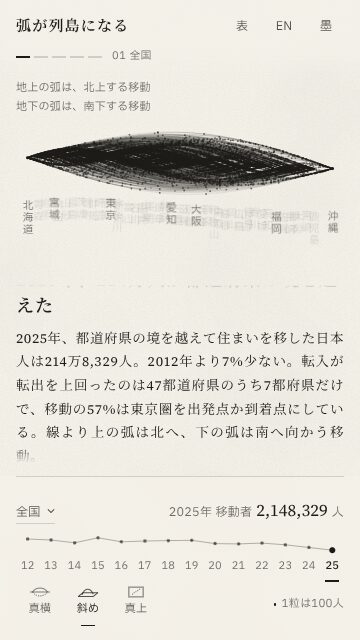 弧が列島になる
表 EN 墨
01 全国
地上の弧は、北上する移動
地下の弧は、南下する移動
北海道 宮城 東京 愛知 大阪 福岡 沖縄
えた
2025年、都道府県の境を越えて住まいを移した日本
人は214万8,329人。2012年より7%少ない。転入が
転出を上回ったのは47都道府県のうち7都府県だけ
で、移動の57%は東京圏を出発点か到着点にしてい
る。線より上の弧は北へ、下の弧は南へ向かう移
動。
全国 2025年 移動者 2,148,329 人
12 13 14 15 16 17 18 19 20 21 22 23 24 25
真横 斜め 真上
1粒は100人